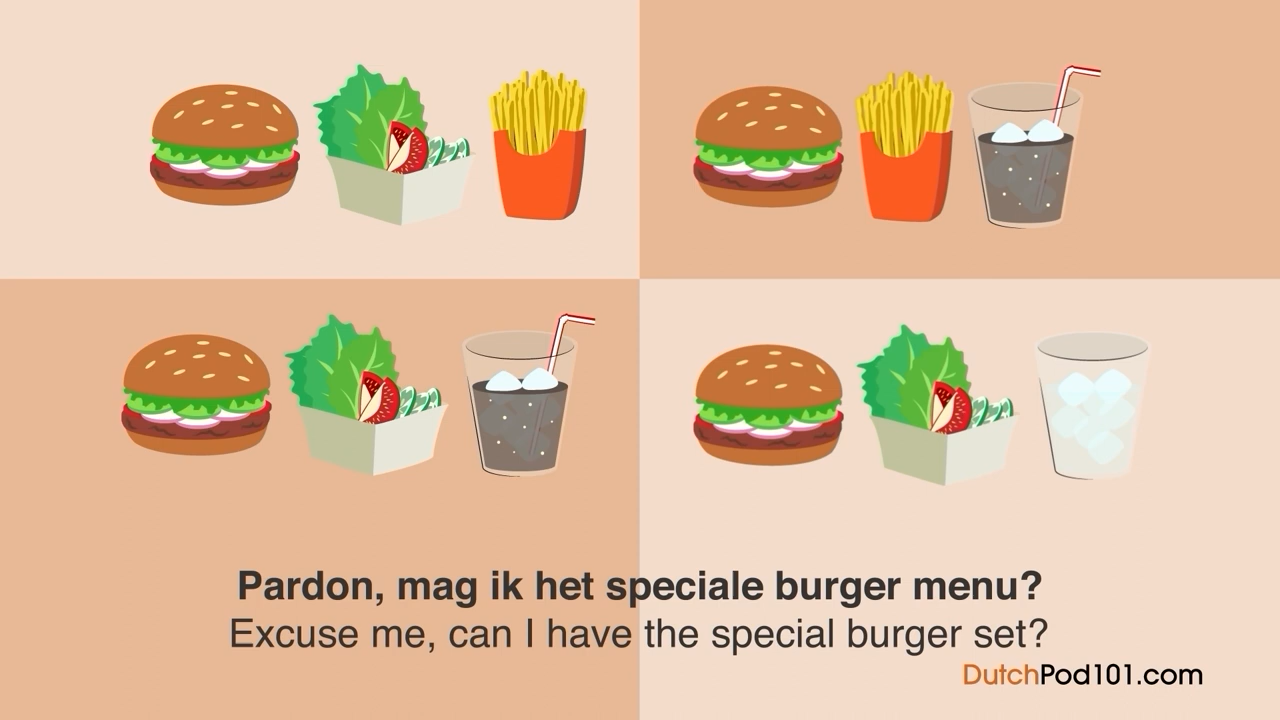 Pardon, mag ik het speciale burger menu?
Excuse me, can I have the special burger set?
DutchPod101.com